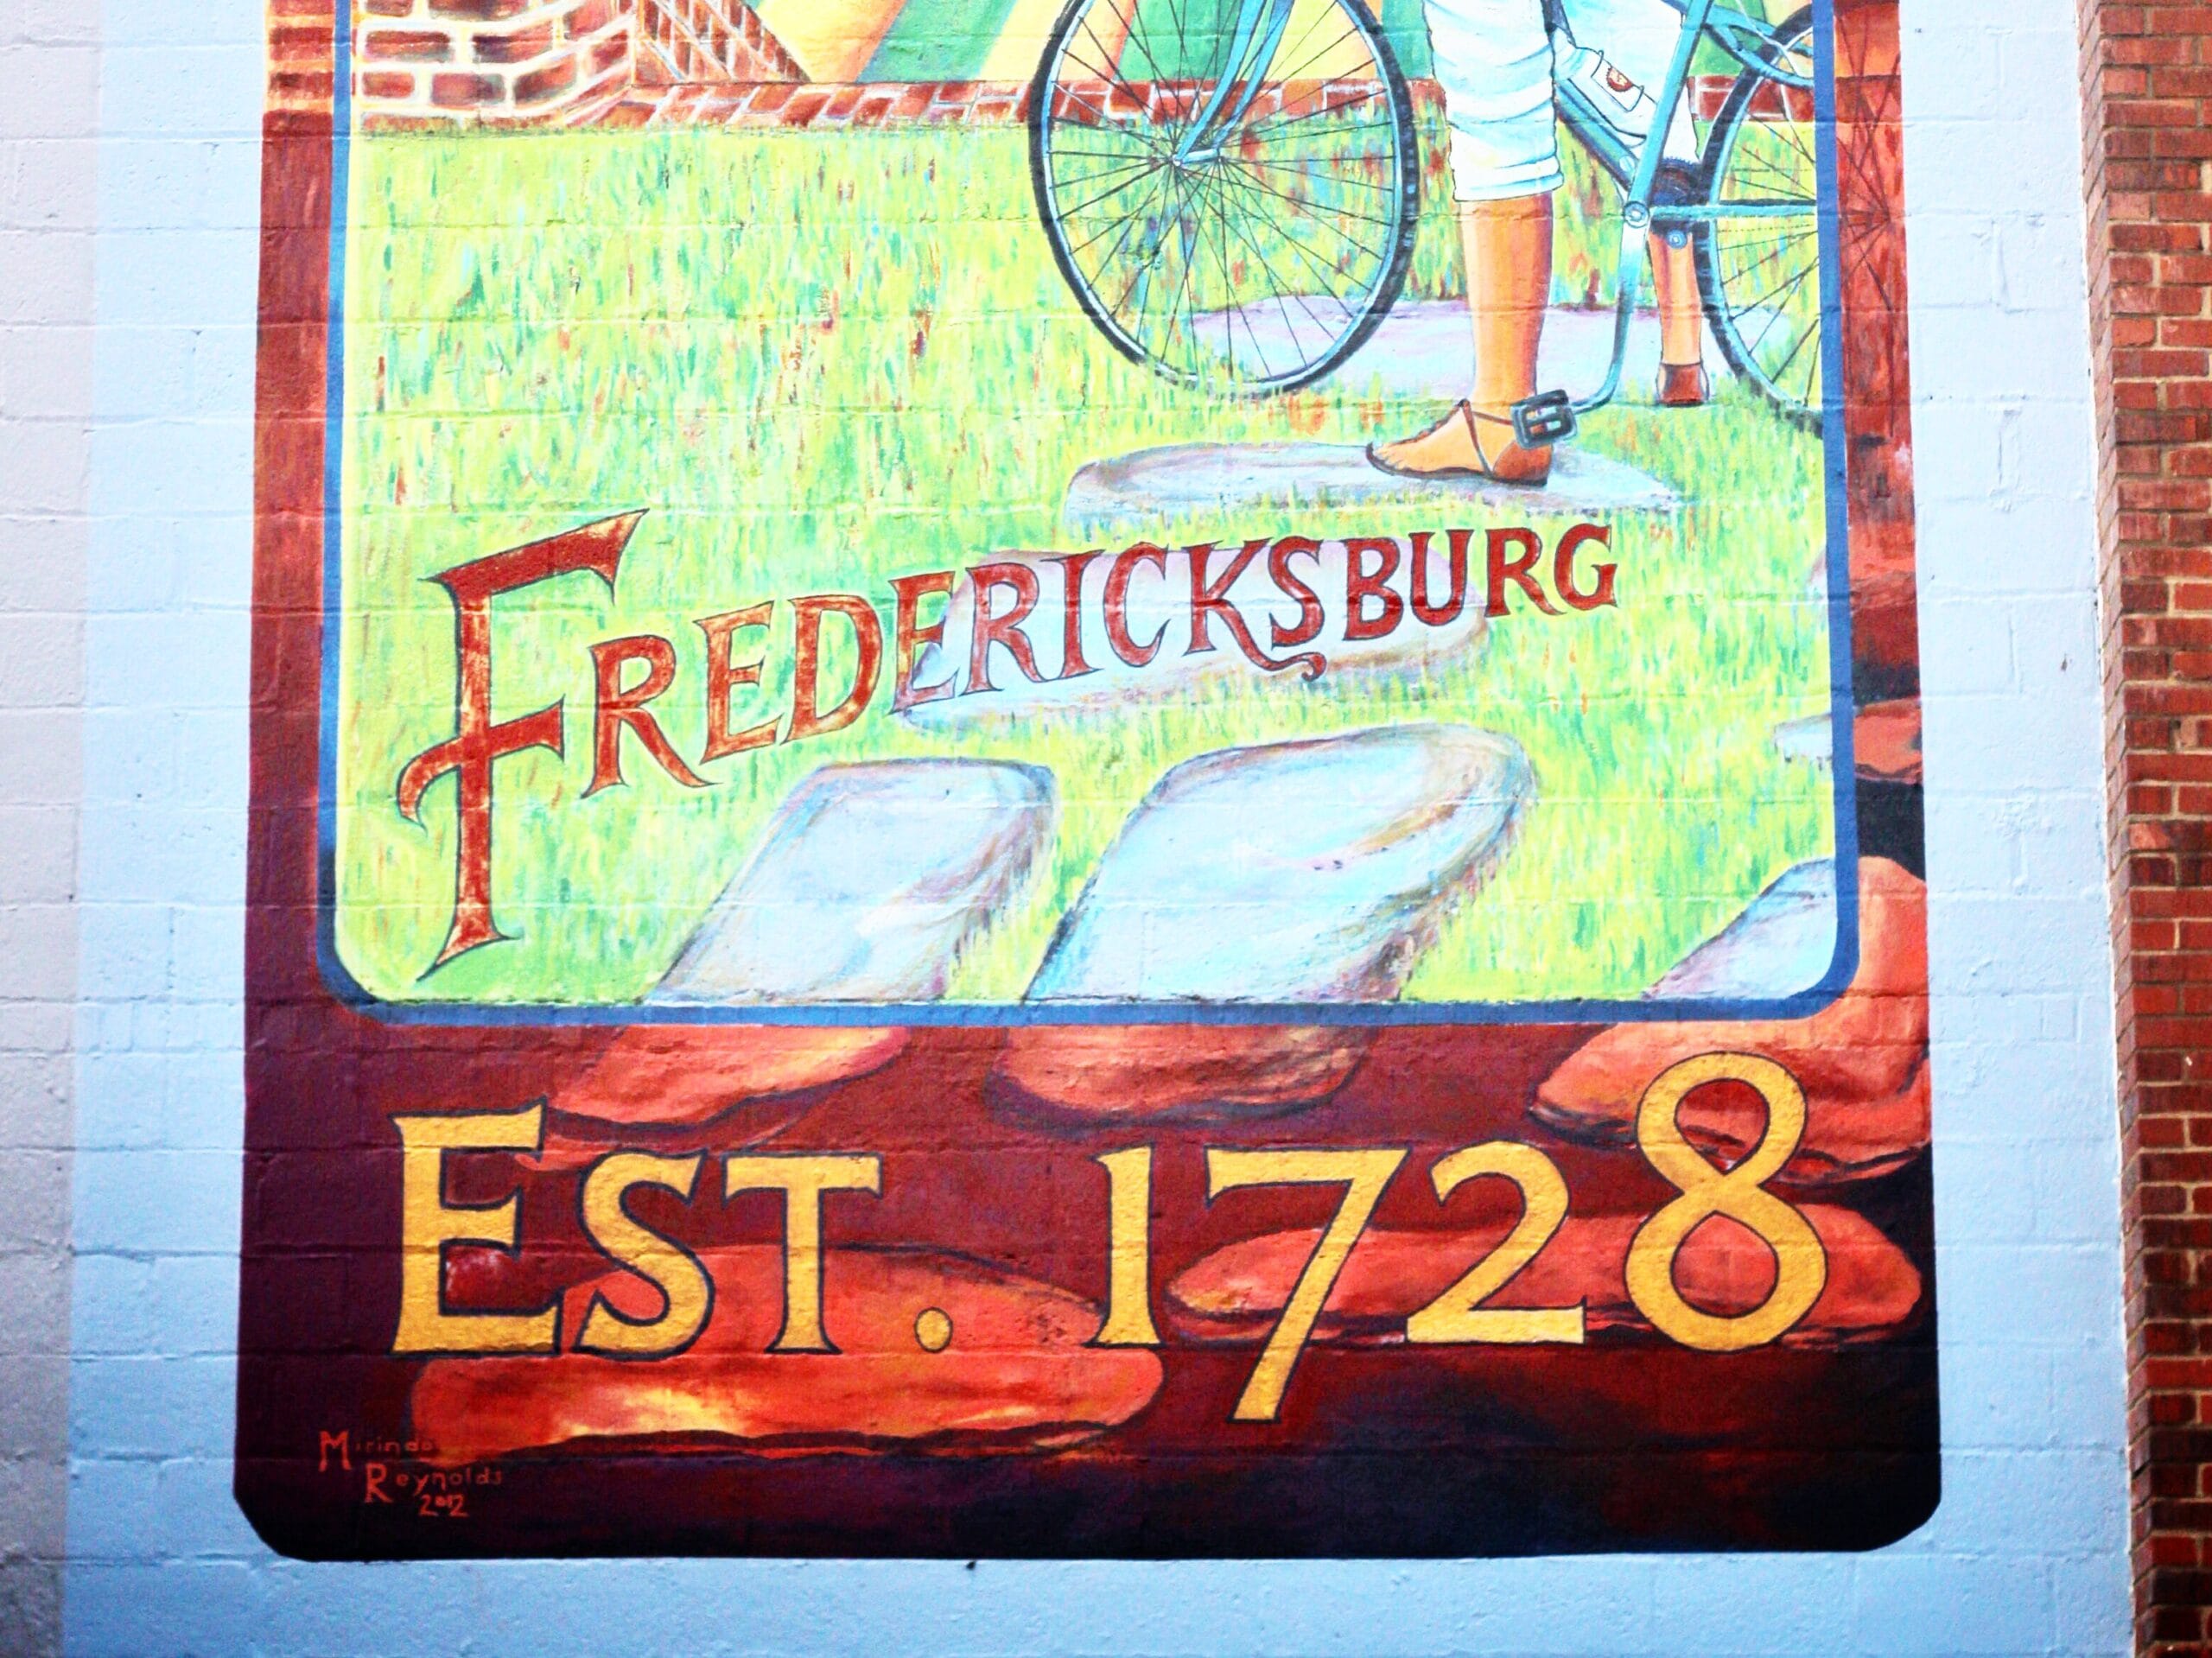 FREDERICKSBURG
EST. 1728
Mirinda
Reynolds
2012